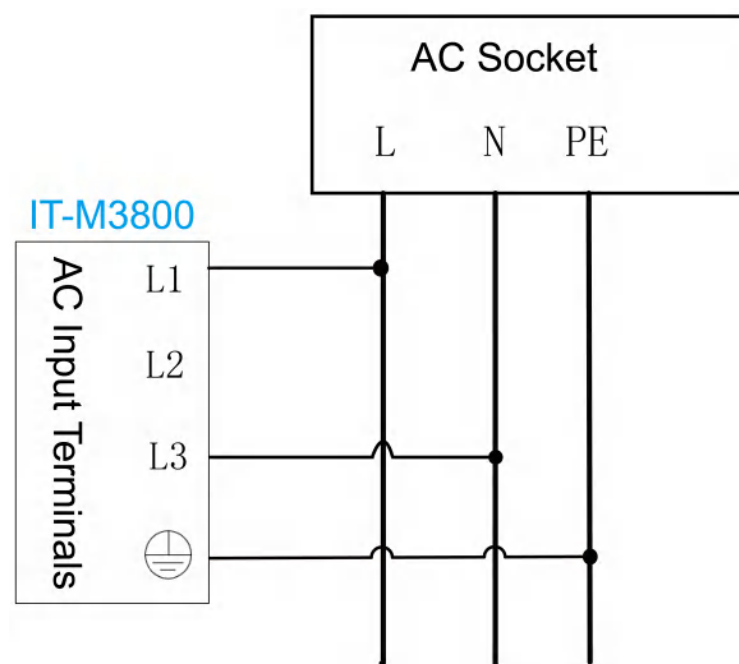 AC Socket
L N PE
IT-M3800
AC Input Terminals
L1
L2
L3